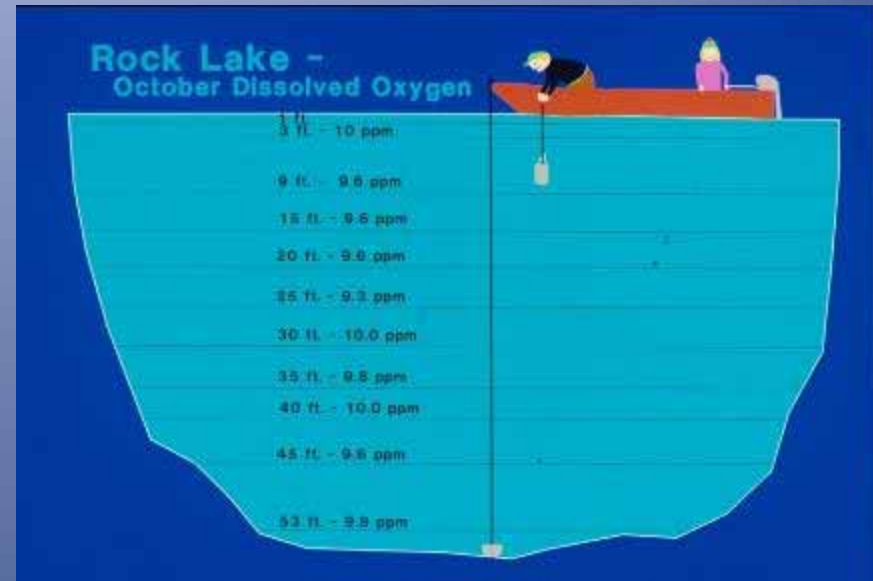 Rock Lake -
October Dissolved Oxygen
1 ft.
3 ft. - 10 ppm
9 ft. - 9.6 ppm
15 ft. - 9.6 ppm
20 ft. - 9.6 ppm
25 ft. - 9.3 ppm
30 ft. - 10.0 ppm
35 ft. - 9.8 ppm
40 ft. - 10.0 ppm
45 ft. - 9.6 ppm
53 ft. - 9.9 ppm